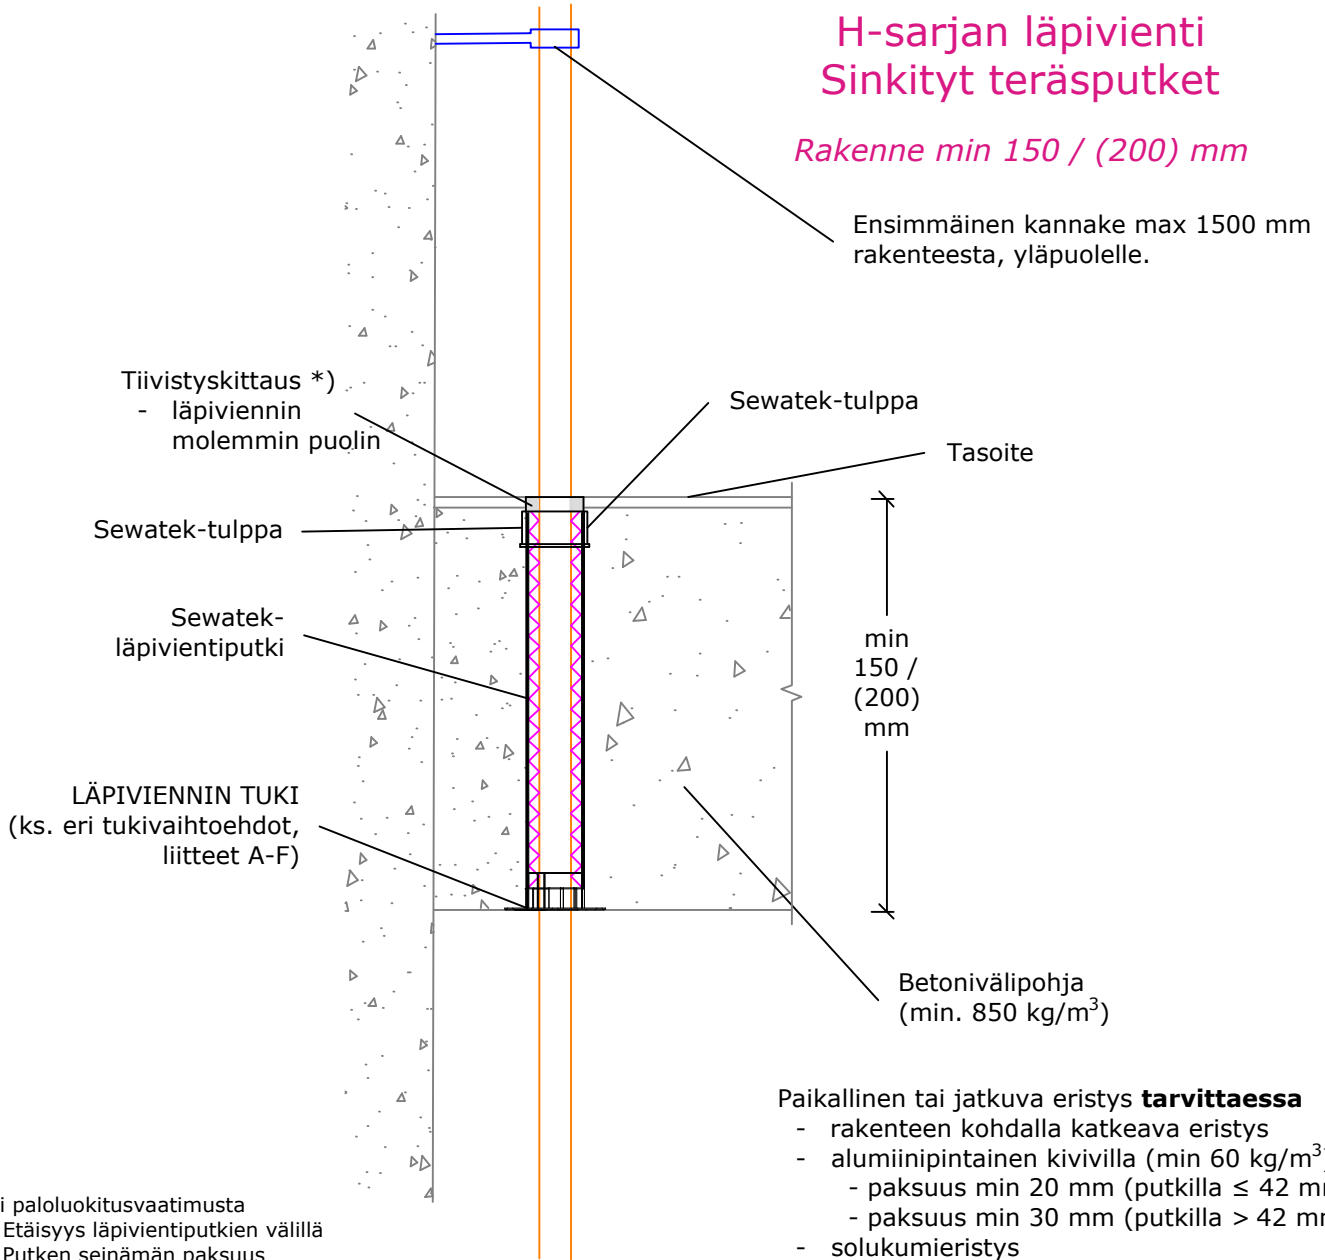 H-sarjan läpivienti
Sinkityt teräsputket
Rakenne min 150 / (200) mm
Ensimmäinen kannake max 1500 mm
rakenteesta, yläpuolelle.
Tiivistyskittaus *)
- läpiviennin
molemmin puolin
Sewatek-tulppa
Tasoite
Sewatek-tulppa
Sewatek-
läpivientiputki
min
150 /
(200)
mm
LÄPIVIENNIN TUKI
(ks. eri tukivaihtoehdot,
liitteet A-F)
Betonivälipohja
(min. 850 kg/m³)
Paikallinen tai jatkuva eristys tarvittaessa
- rakenteen kohdalla katkeava eristys
- alumiinipintainen kivivilla (min 60 kg/m³)
- paksuus min 20 mm (putkilla ≤ 42 mm
- paksuus min 30 mm (putkilla > 42 mm
- solukumieristys
i paloluokitusvaatimusta
Etäisyys läpivientiputkien välillä
Putken seinämän paksuus